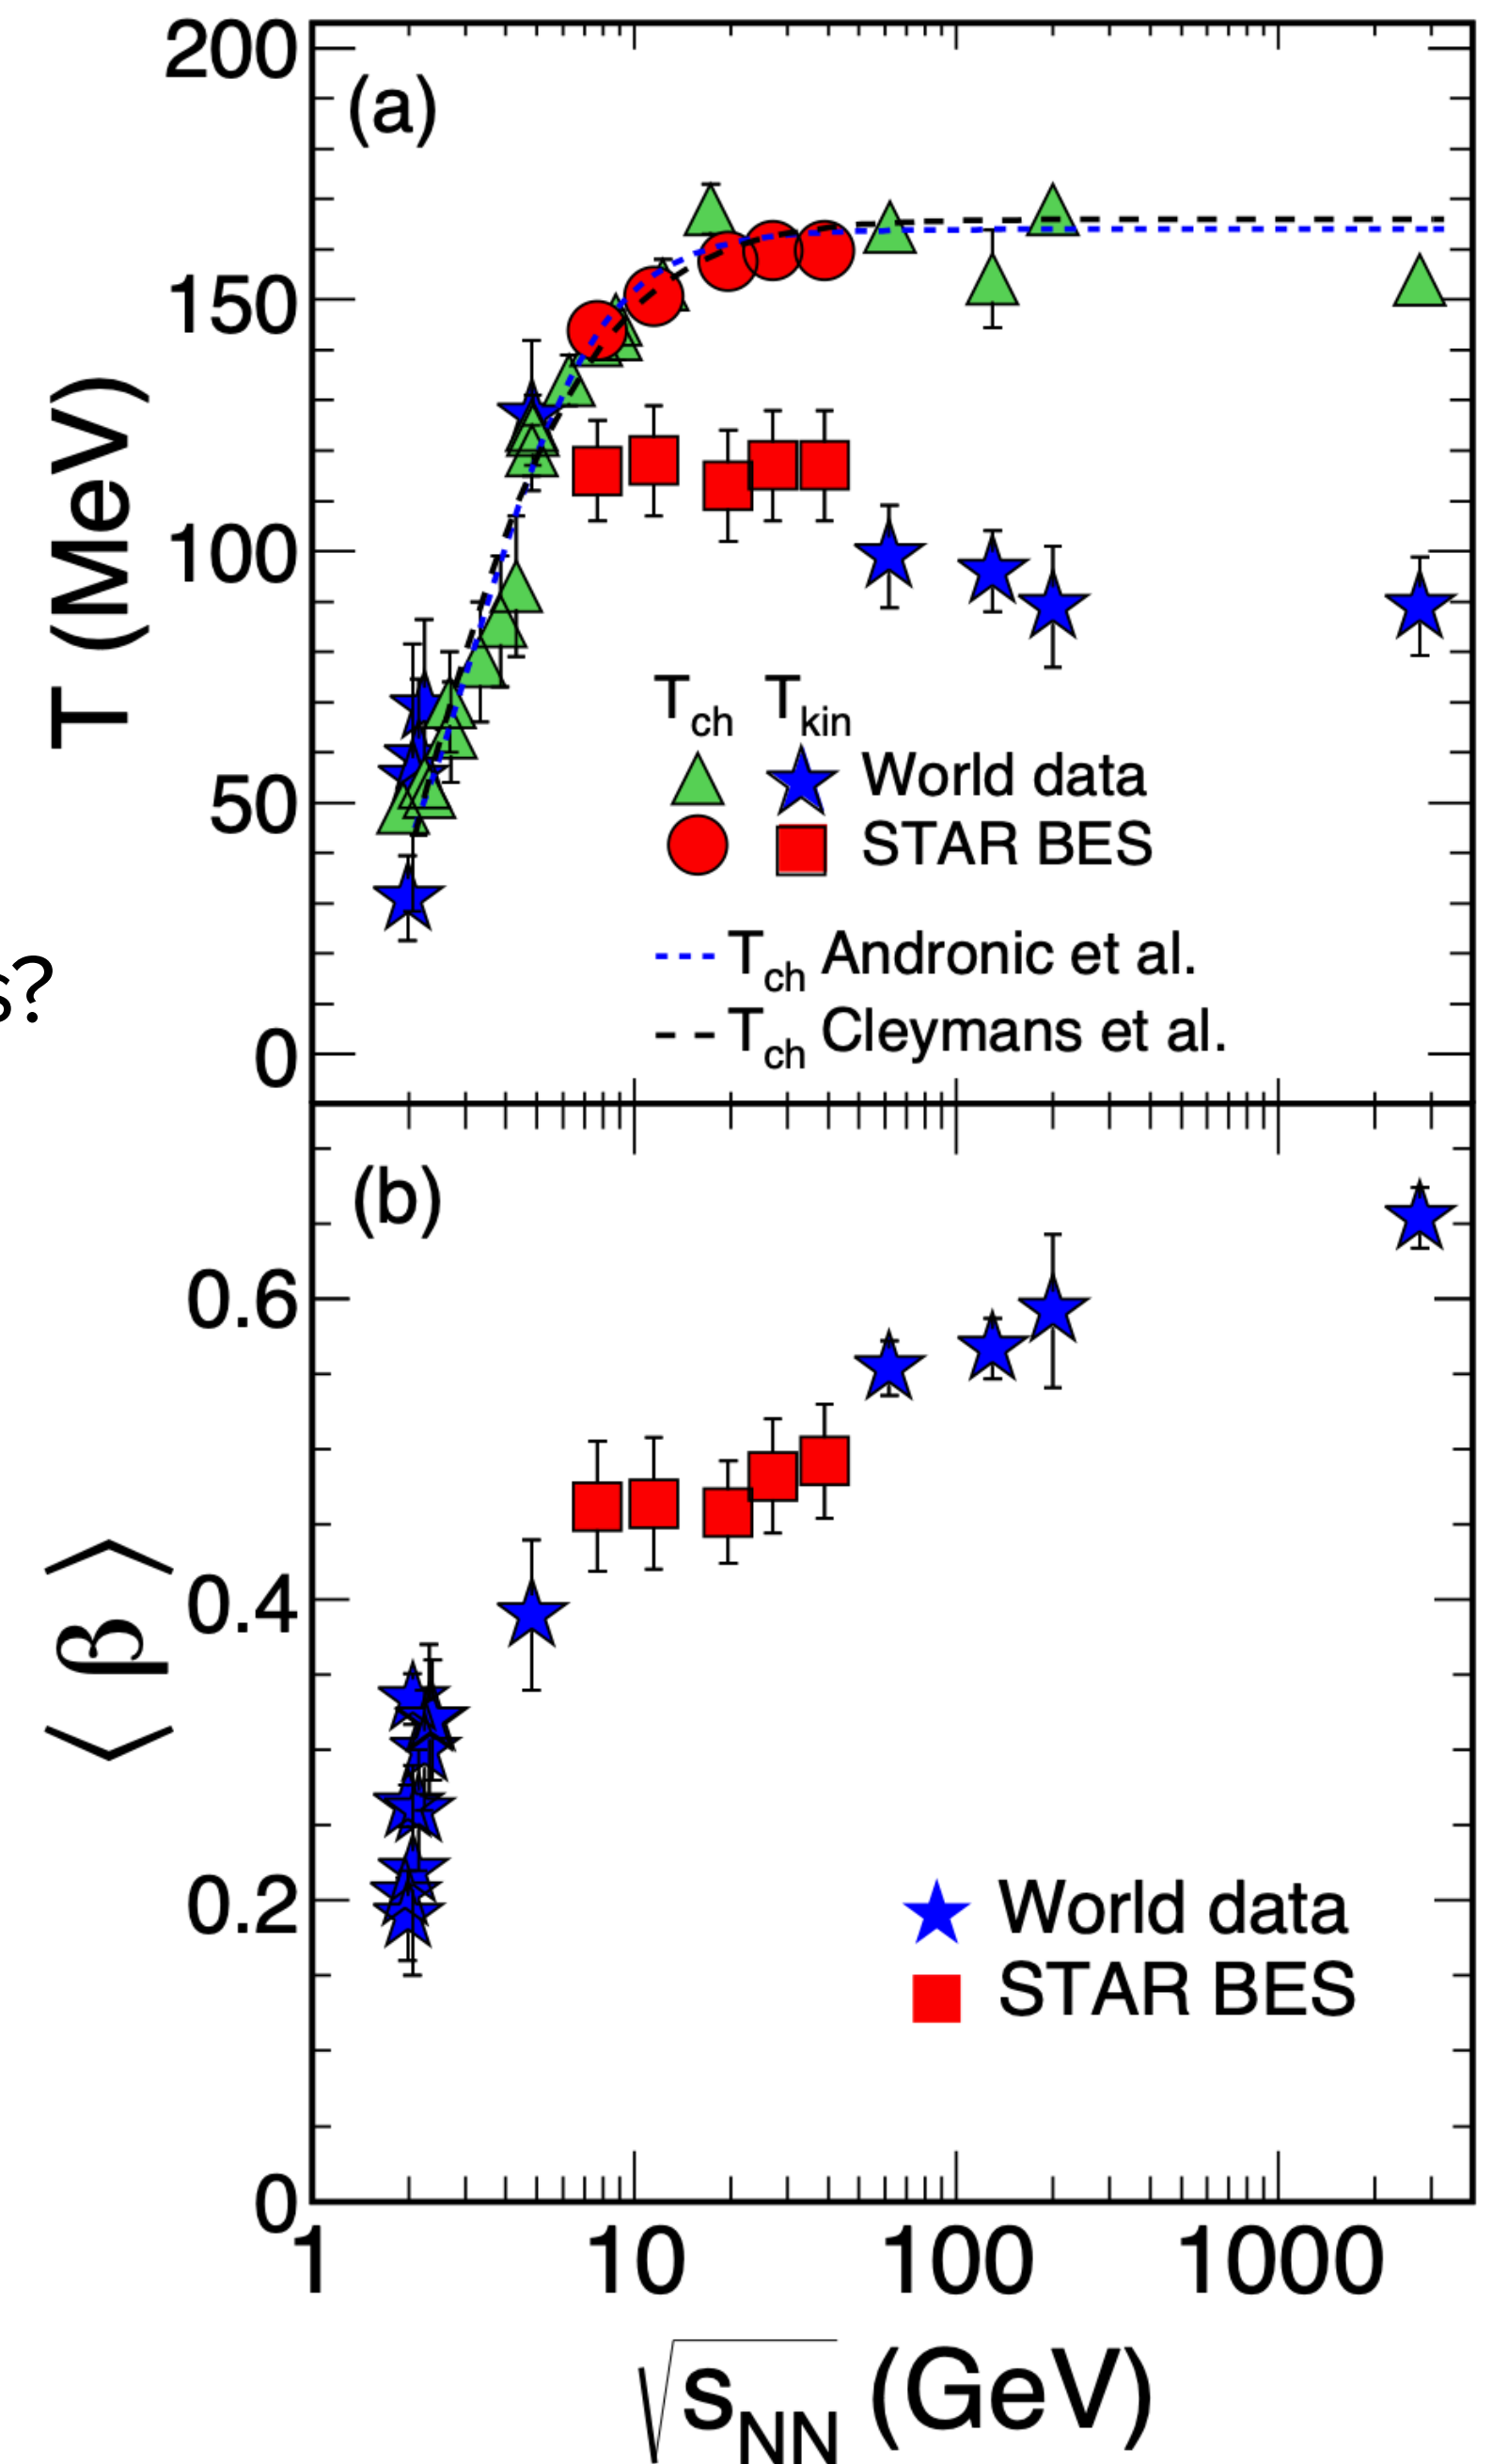 200
(a)
150
T (MeV)
100
T_ch T_kin
World data
50
STAR BES
s?
T_ch Andronic et al.
T_ch Cleymans et al.
0
(b)
0.6
⟨ β ⟩
0.4
0.2
World data
STAR BES
0
1 10 100 1000
√s_NN (GeV)